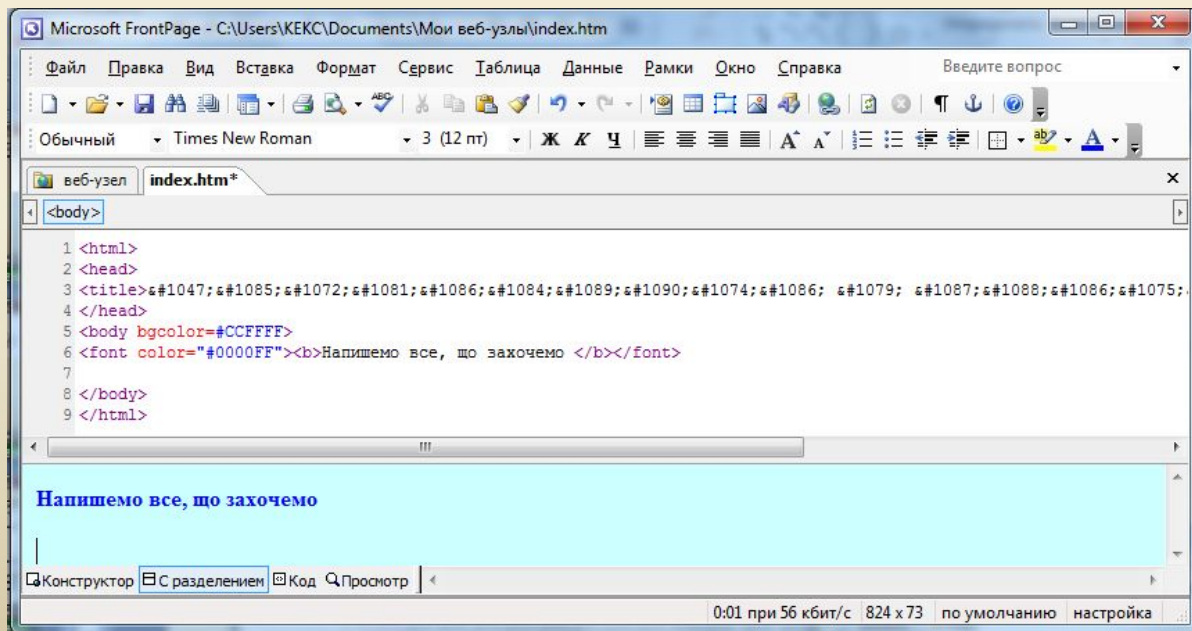 Microsoft FrontPage - C:\Users\КЕКС\Documents\Мои веб-узлы\index.htm
Файл Правка Вид Вставка Формат Сервис Таблица Данные Рамки Окно Справка Введите вопрос
Обычный Times New Roman 3 (12 пт) Ж К Ч
веб-узел index.htm*
<body>
1 <html>
2 <head>
3 <title>&#1047;&#1085;&#1072;&#1081;&#1086;&#1084;&#1089;&#1090;&#1074;&#1086; &#1079; &#1087;&#1088;&#1086;&#1075;
4 </head>
5 <body bgcolor=#CCFFFF>
6 <font color="#0000FF"><b>Напишемо все, що захочемо </b></font>
7
8 </body>
9 </html>
Напишемо все, що захочемо
Конструктор С разделением Код Просмотр
0:01 при 56 кбит/с 824 x 73 по умолчанию настройка